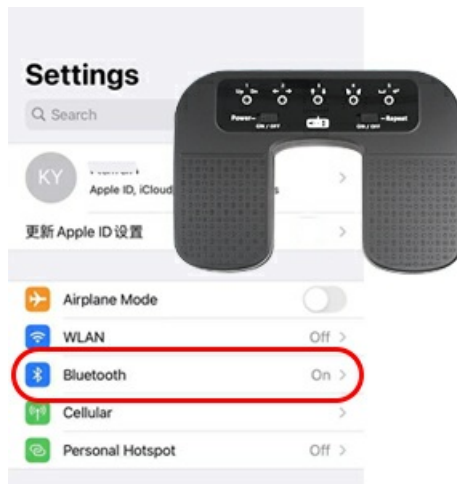 Settings
Search
KY
Apple ID, iCloud
s
更新 Apple ID 设置
Airplane Mode
WLAN Off
Bluetooth On
Cellular
Personal Hotspot Off
Power- -Repeat
ON / OFF ON / OFF